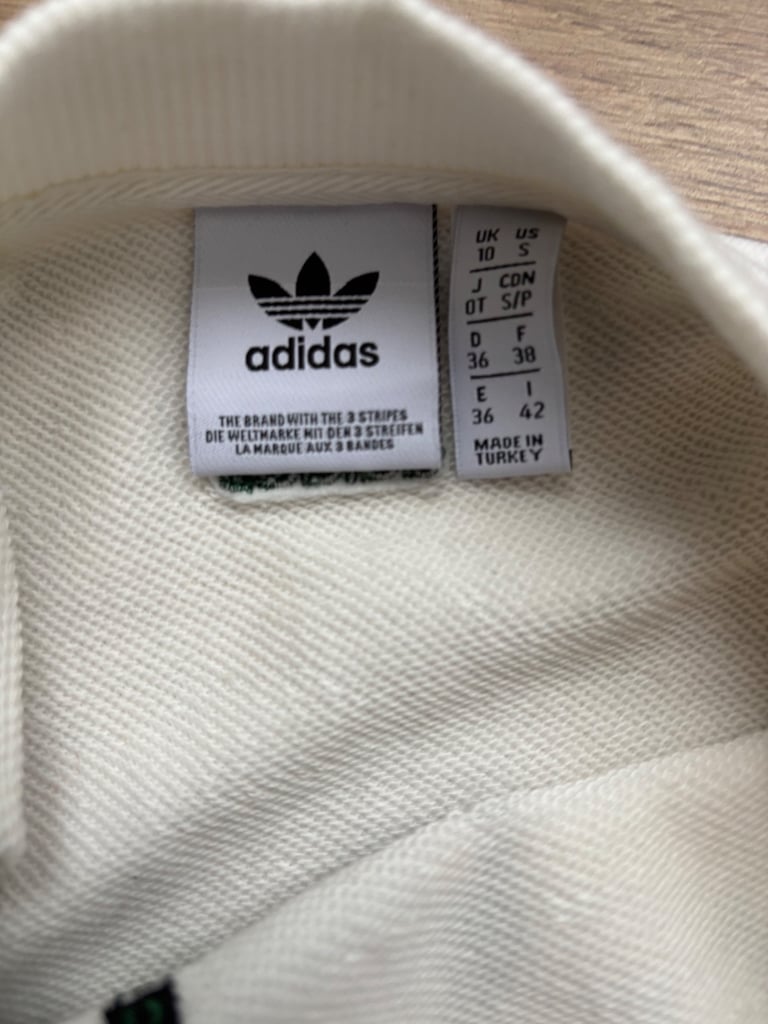 adidas
THE BRAND WITH THE 3 STRIPES
DIE WELTMARKE MIT DEN 3 STREIFEN
LA MARQUE AUX 3 BANDES
UK US
10 S
J CDN
OT S/P
D F
36 38
E I
36 42
MADE IN
TURKEY